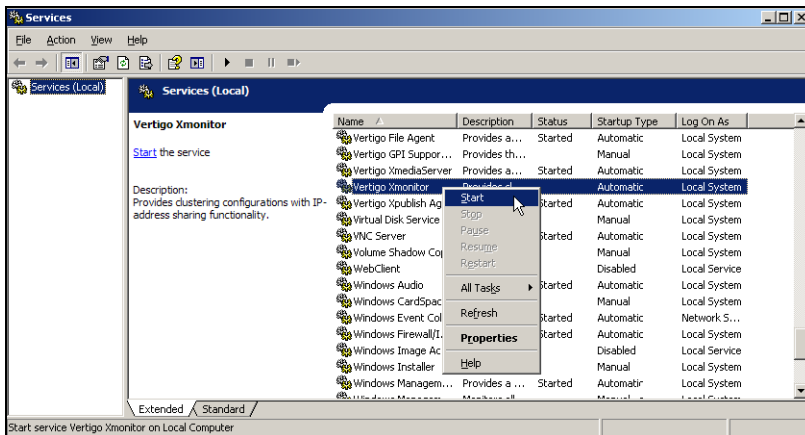 Services
File Action View Help
Services (Local)
Services (Local)
Vertigo Xmonitor
Start the service
Description:
Provides clustering configurations with IP-
address sharing functionality.
Name Description Status Startup Type Log On As
Vertigo File Agent Provides a... Started Automatic Local System
Vertigo GPI Suppor... Provides th... Manual Local System
Vertigo XmediaServer Provides a... Started Automatic Local System
Vertigo Xmonitor Provides cl... Automatic Local System
Vertigo Xpublish Ag Started Automatic Local System
Virtual Disk Service Manual Local System
VNC Server Started Automatic Local System
Volume Shadow Co Manual Local System
WebClient Disabled Local Service
Windows Audio Started Automatic Local System
Windows CardSpac Manual Local System
Windows Event Col Started Automatic Network S...
Windows Firewall/I. Started Automatic Local System
Windows Image Ac Disabled Local Service
Windows Installer Manual Local System
Windows Managem... Provides a ... Started Automatic Local System
Start
Stop
Pause
Resume
Restart
All Tasks
Refresh
Properties
Help
Extended Standard
Start service Vertigo Xmonitor on Local Computer